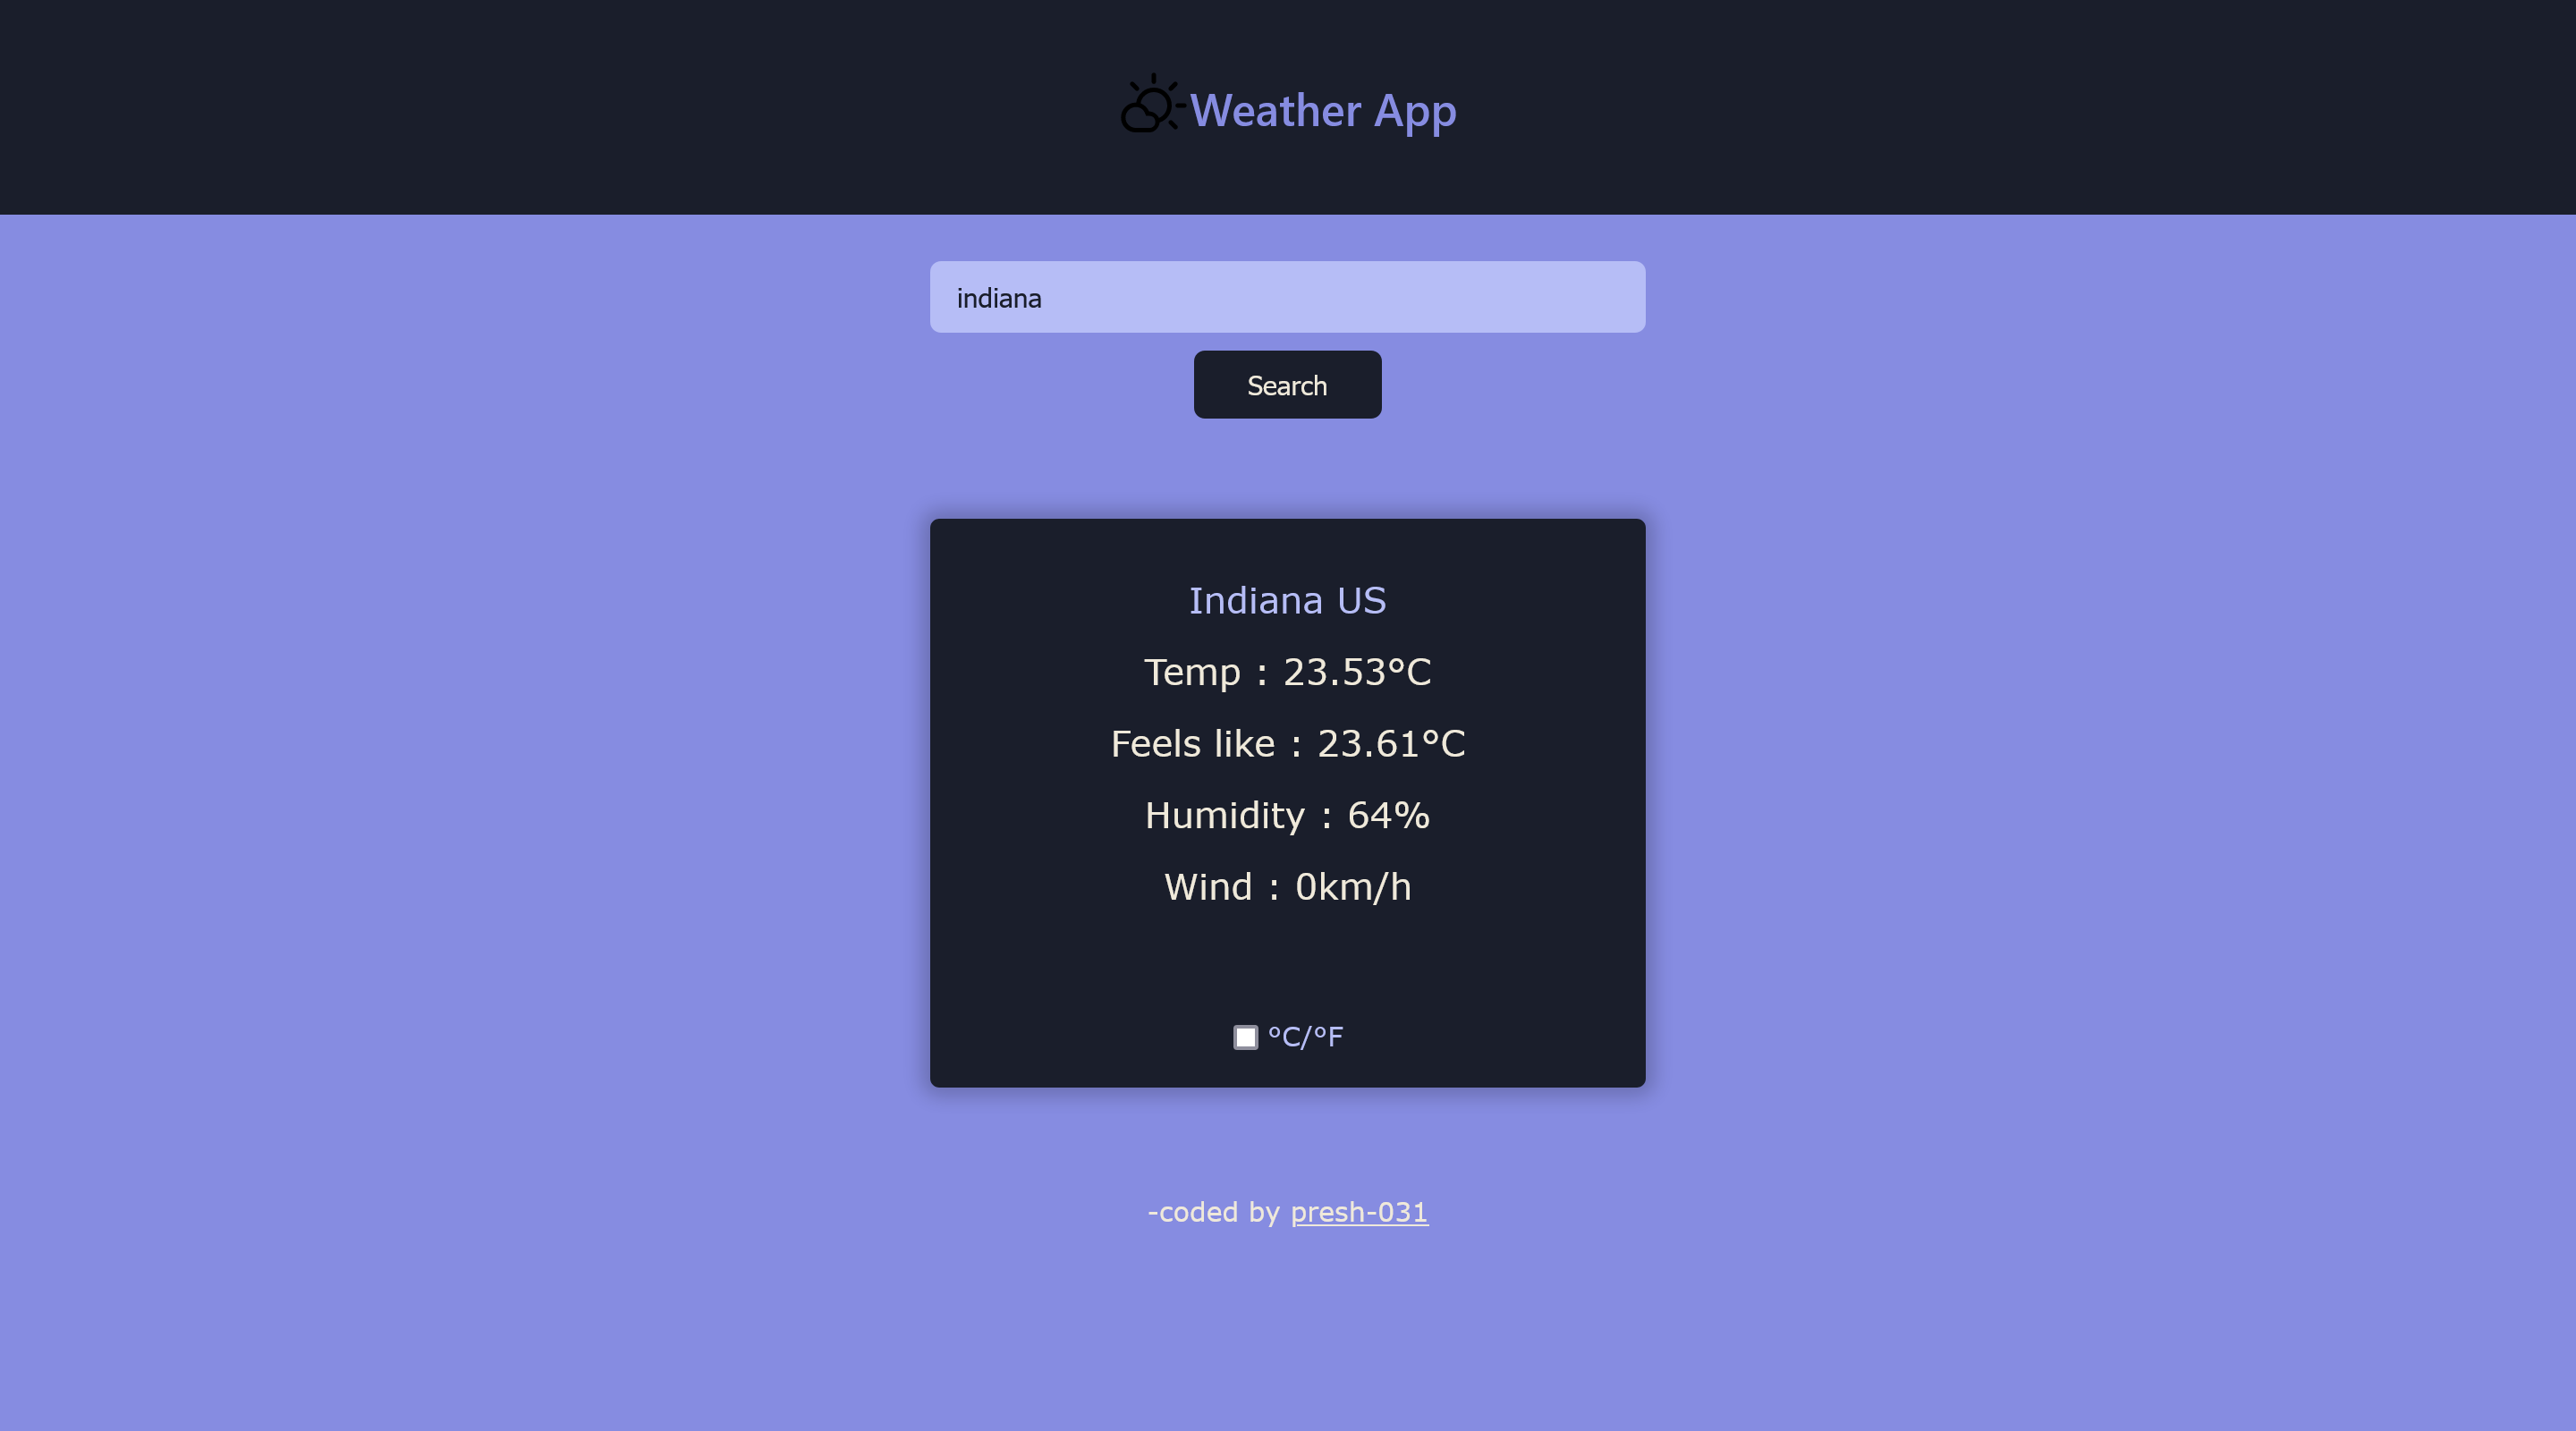 Weather App
indiana
Search
Indiana US
Temp : 23.53°C
Feels like : 23.61°C
Humidity : 64%
Wind : 0km/h
°C/°F
-coded by presh-031